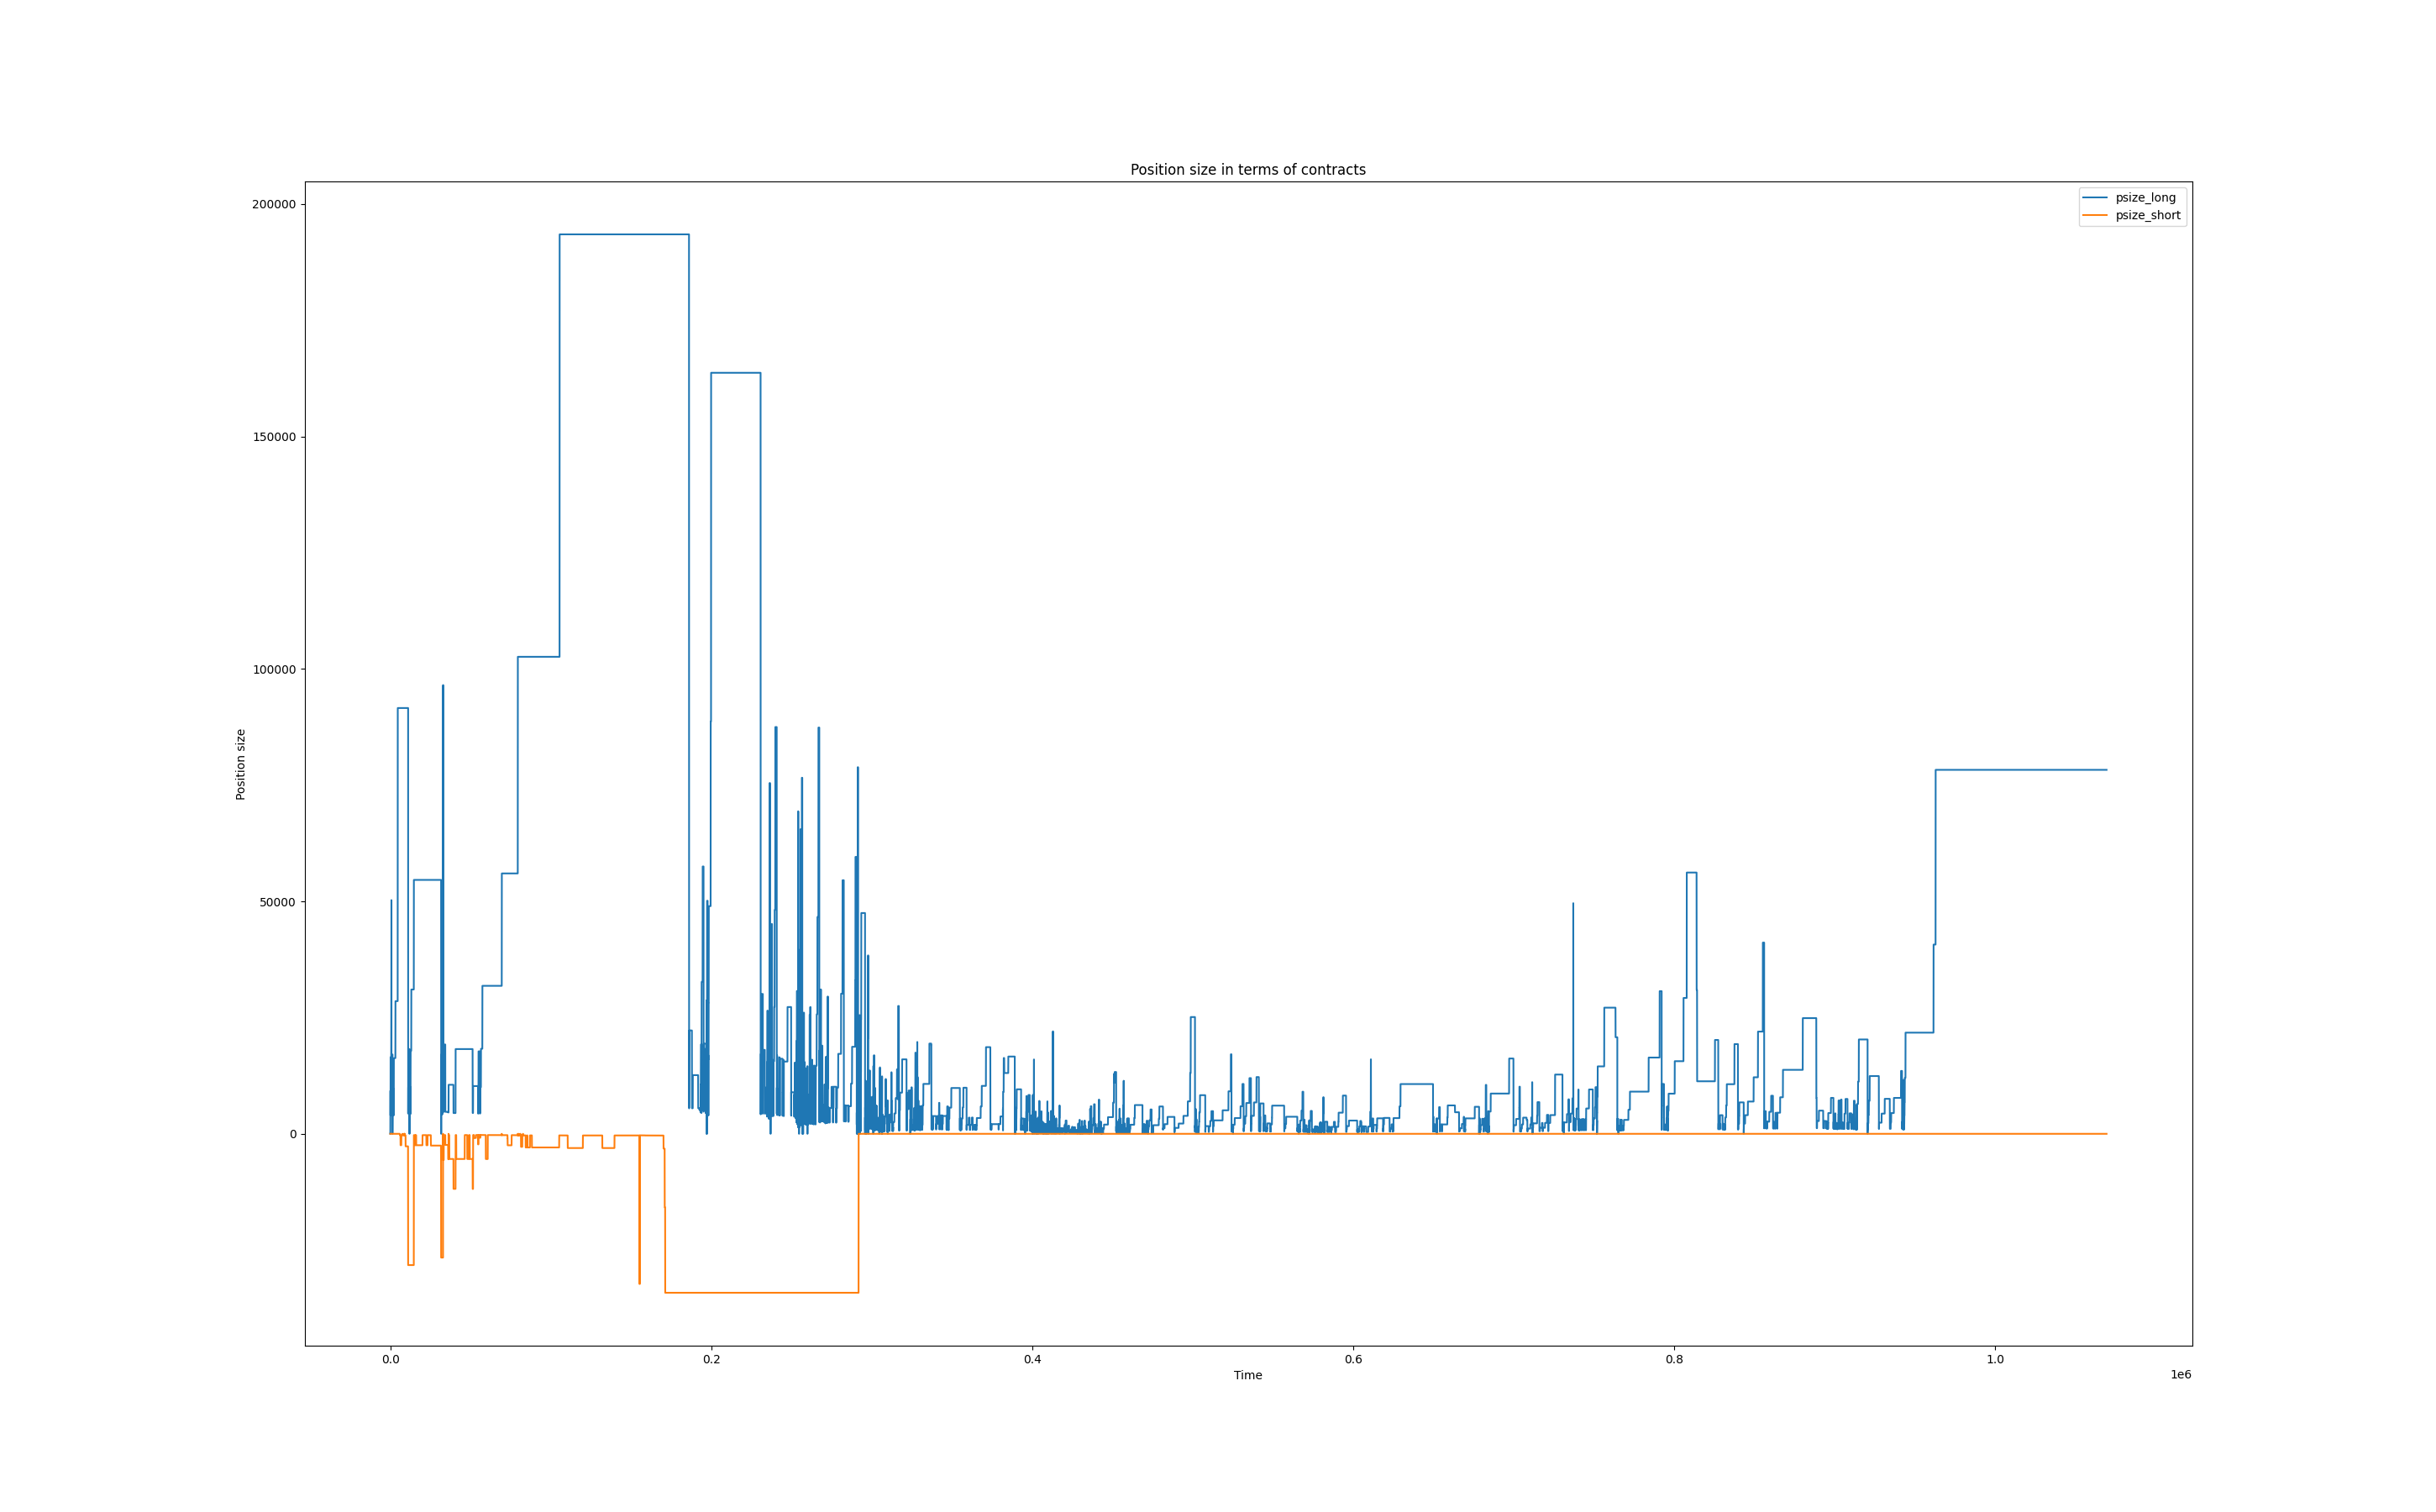 Position size in terms of contracts
psize_long
psize_short
200000
150000
100000
50000
0
Position size
0.0
0.2
0.4
0.6
0.8
1.0
Time
1e6